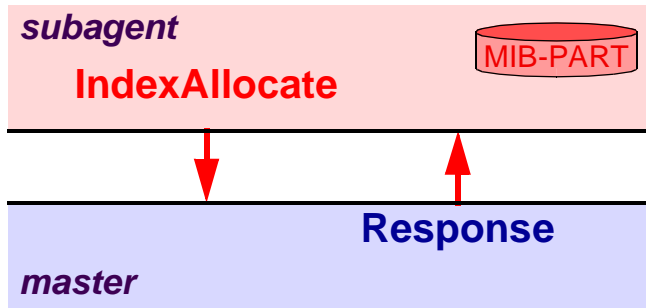 subagent
MIB-PART
IndexAllocate
Response
master